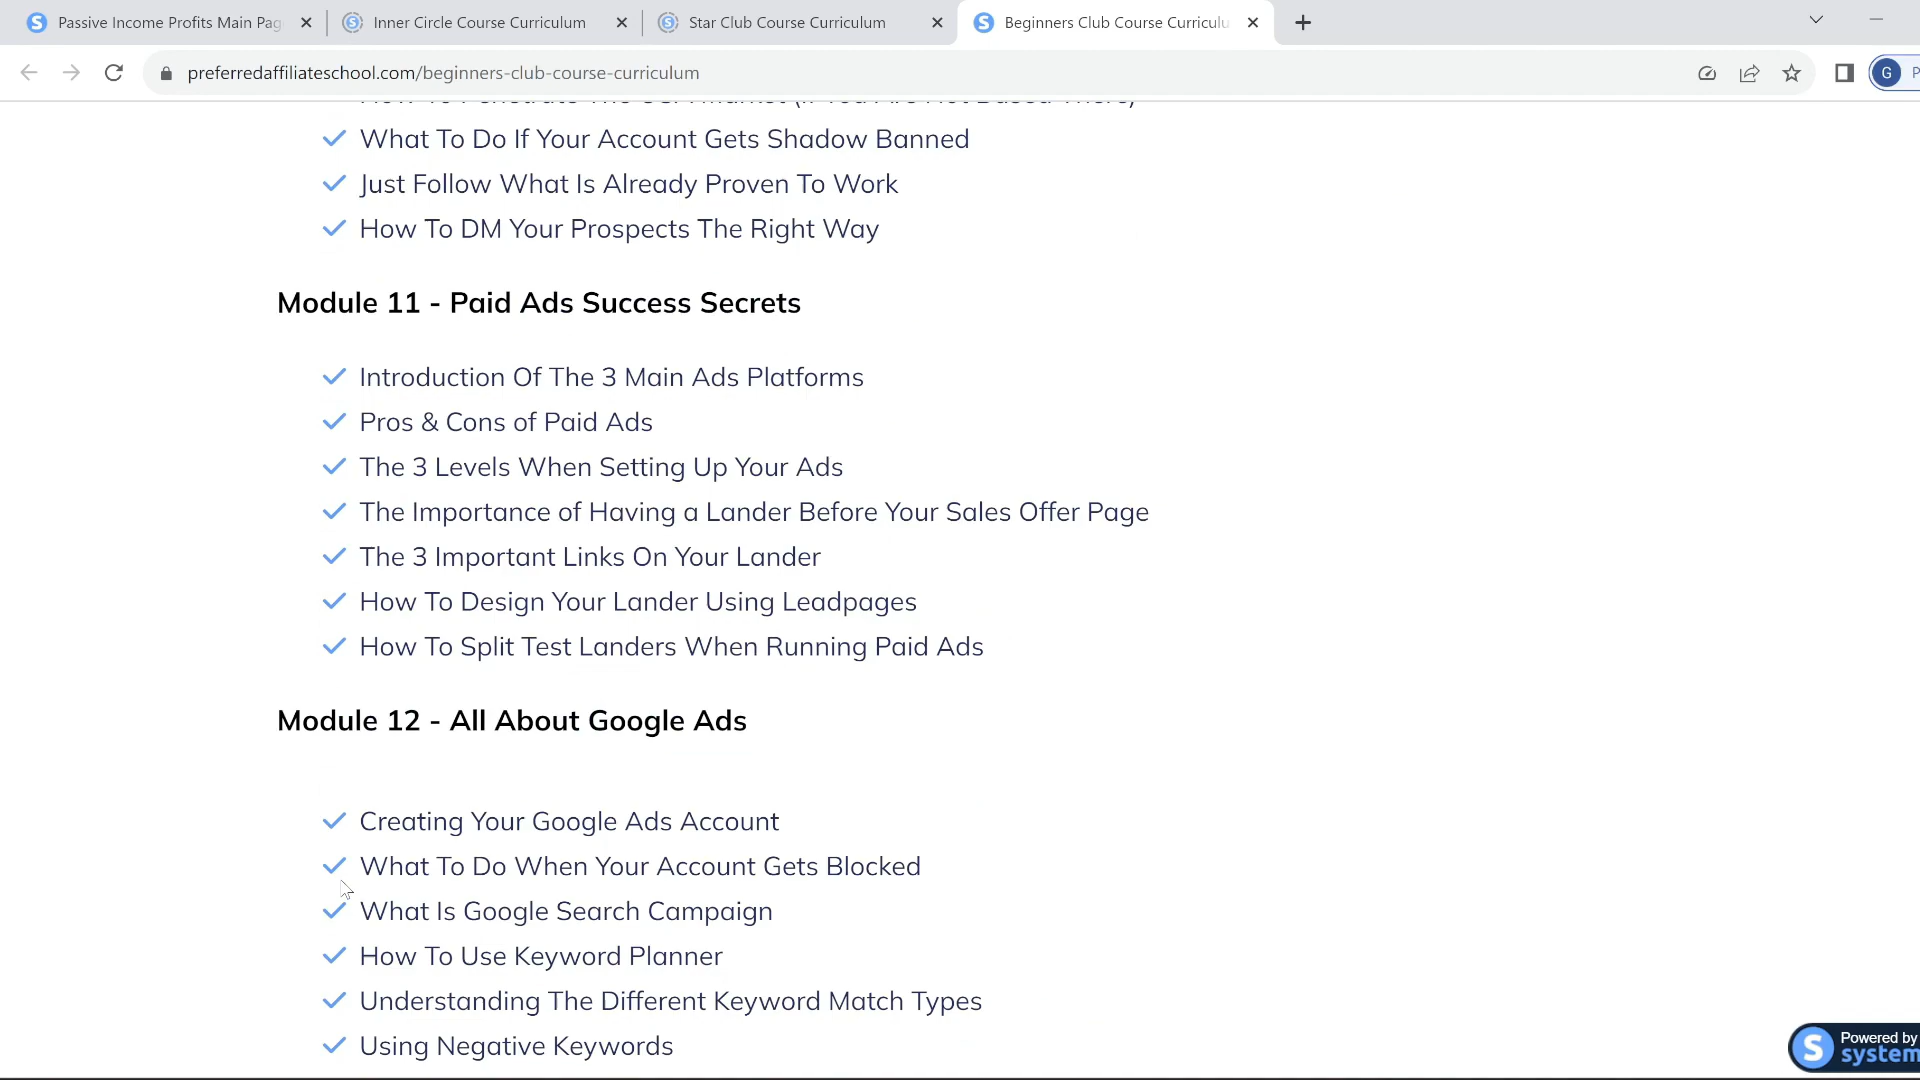 Passive Income Profits Main Pag
Inner Circle Course Curriculum
Star Club Course Curriculum
Beginners Club Course Curriculu
preferredaffiliateschool.com/beginners-club-course-curriculum
G
P
What To Do If Your Account Gets Shadow Banned
Just Follow What Is Already Proven To Work
How To DM Your Prospects The Right Way
Module 11 - Paid Ads Success Secrets
Introduction Of The 3 Main Ads Platforms
Pros & Cons of Paid Ads
The 3 Levels When Setting Up Your Ads
The Importance of Having a Lander Before Your Sales Offer Page
The 3 Important Links On Your Lander
How To Design Your Lander Using Leadpages
How To Split Test Landers When Running Paid Ads
Module 12 - All About Google Ads
Creating Your Google Ads Account
What To Do When Your Account Gets Blocked
What Is Google Search Campaign
How To Use Keyword Planner
Understanding The Different Keyword Match Types
Using Negative Keywords
Powered by
system